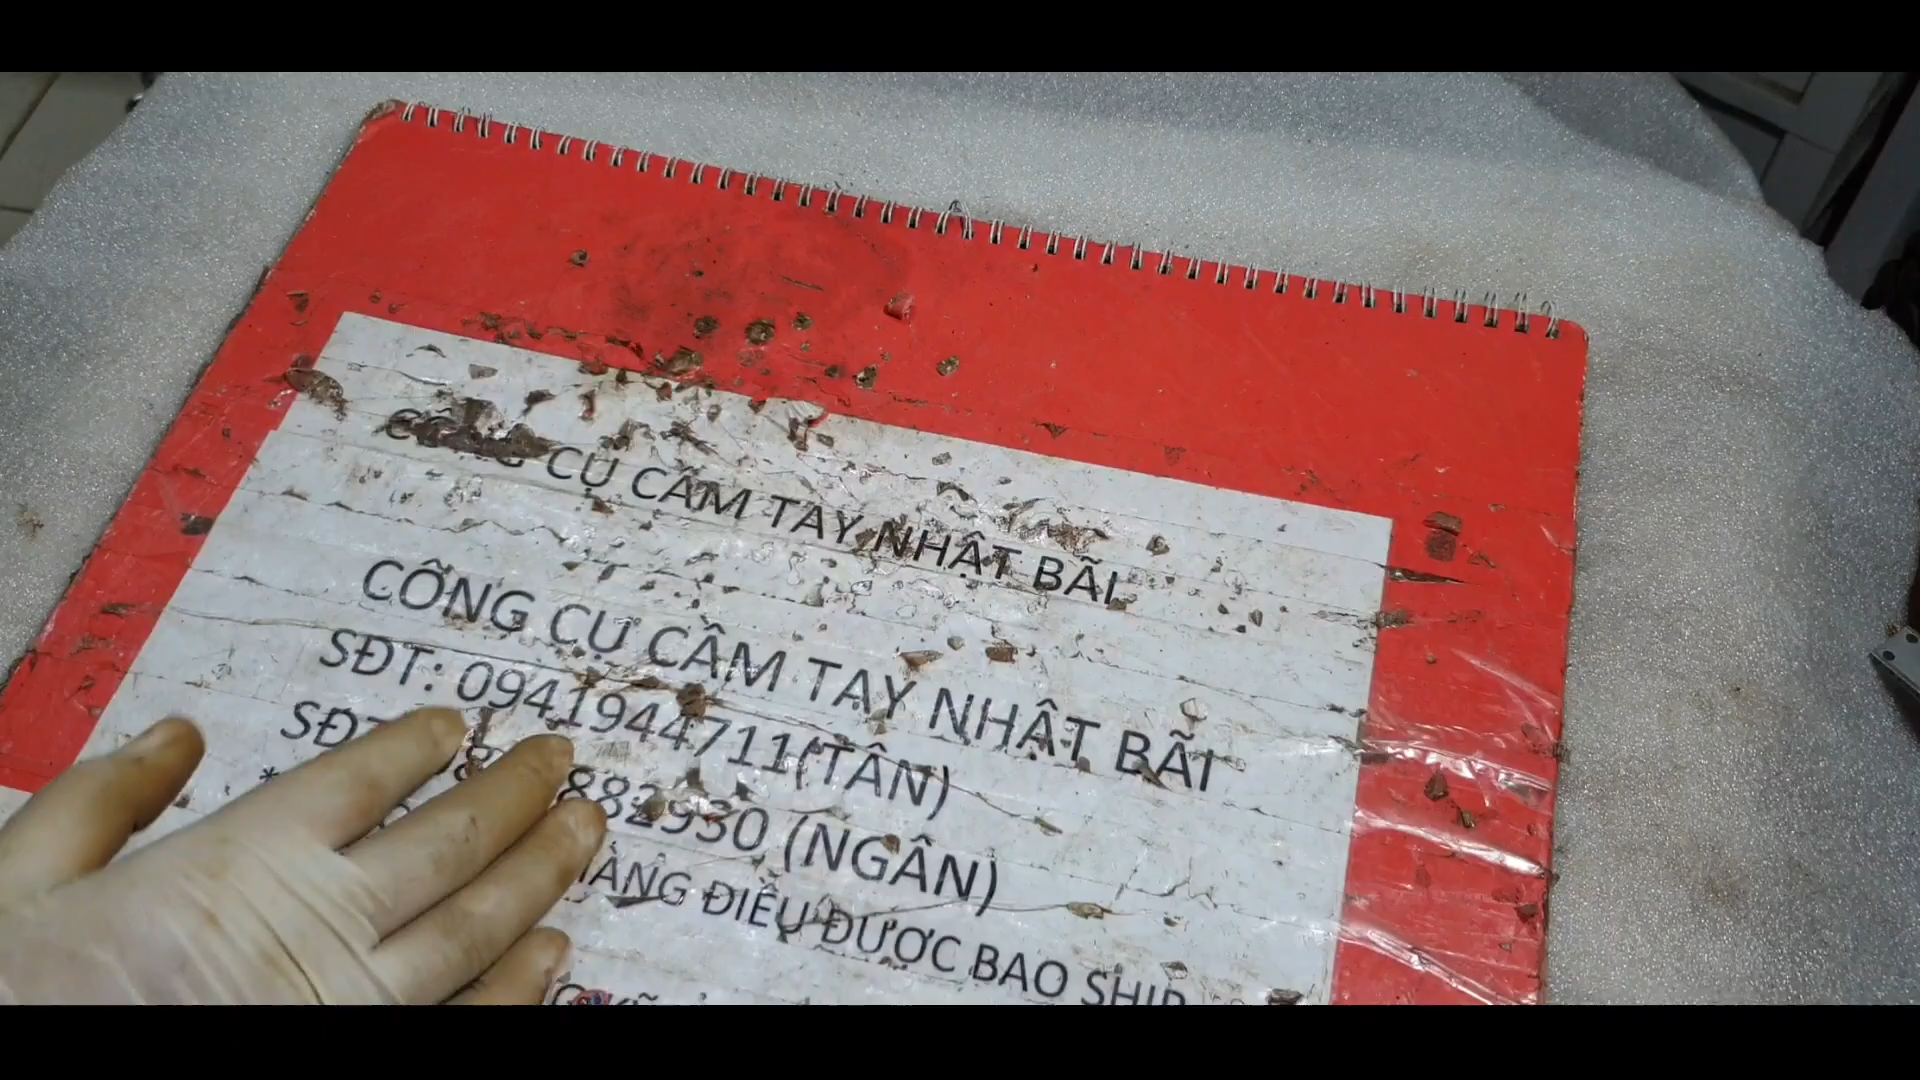 CỤ CẦM TAY NHẬT BÃI
CÔNG CỤ CẦM TAY NHẬT BÃI
SĐT: 0941944711(TÂN)
882930 (NGÂN)
HÀNG ĐIỀU ĐƯỢC BAO SHIP